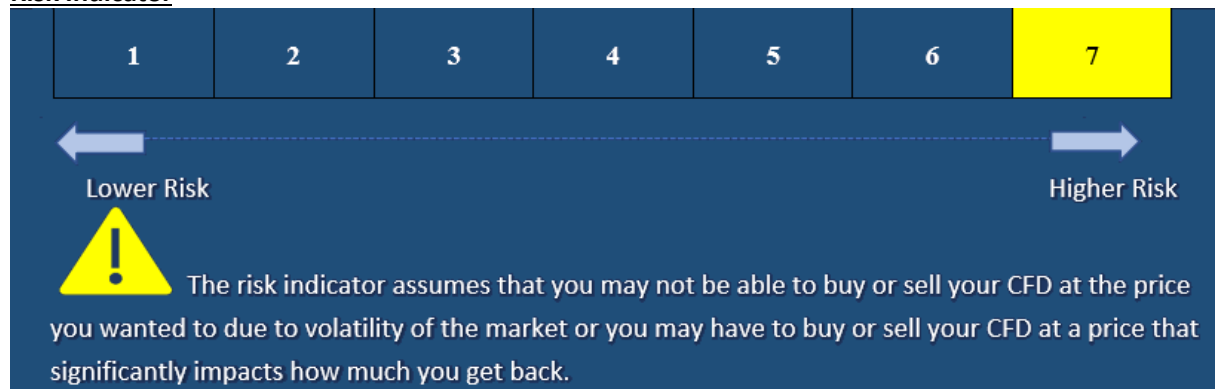 Risk Indicator
1 2 3 4 5 6 7
Lower Risk Higher Risk
The risk indicator assumes that you may not be able to buy or sell your CFD at the price
you wanted to due to volatility of the market or you may have to buy or sell your CFD at a price that
significantly impacts how much you get back.